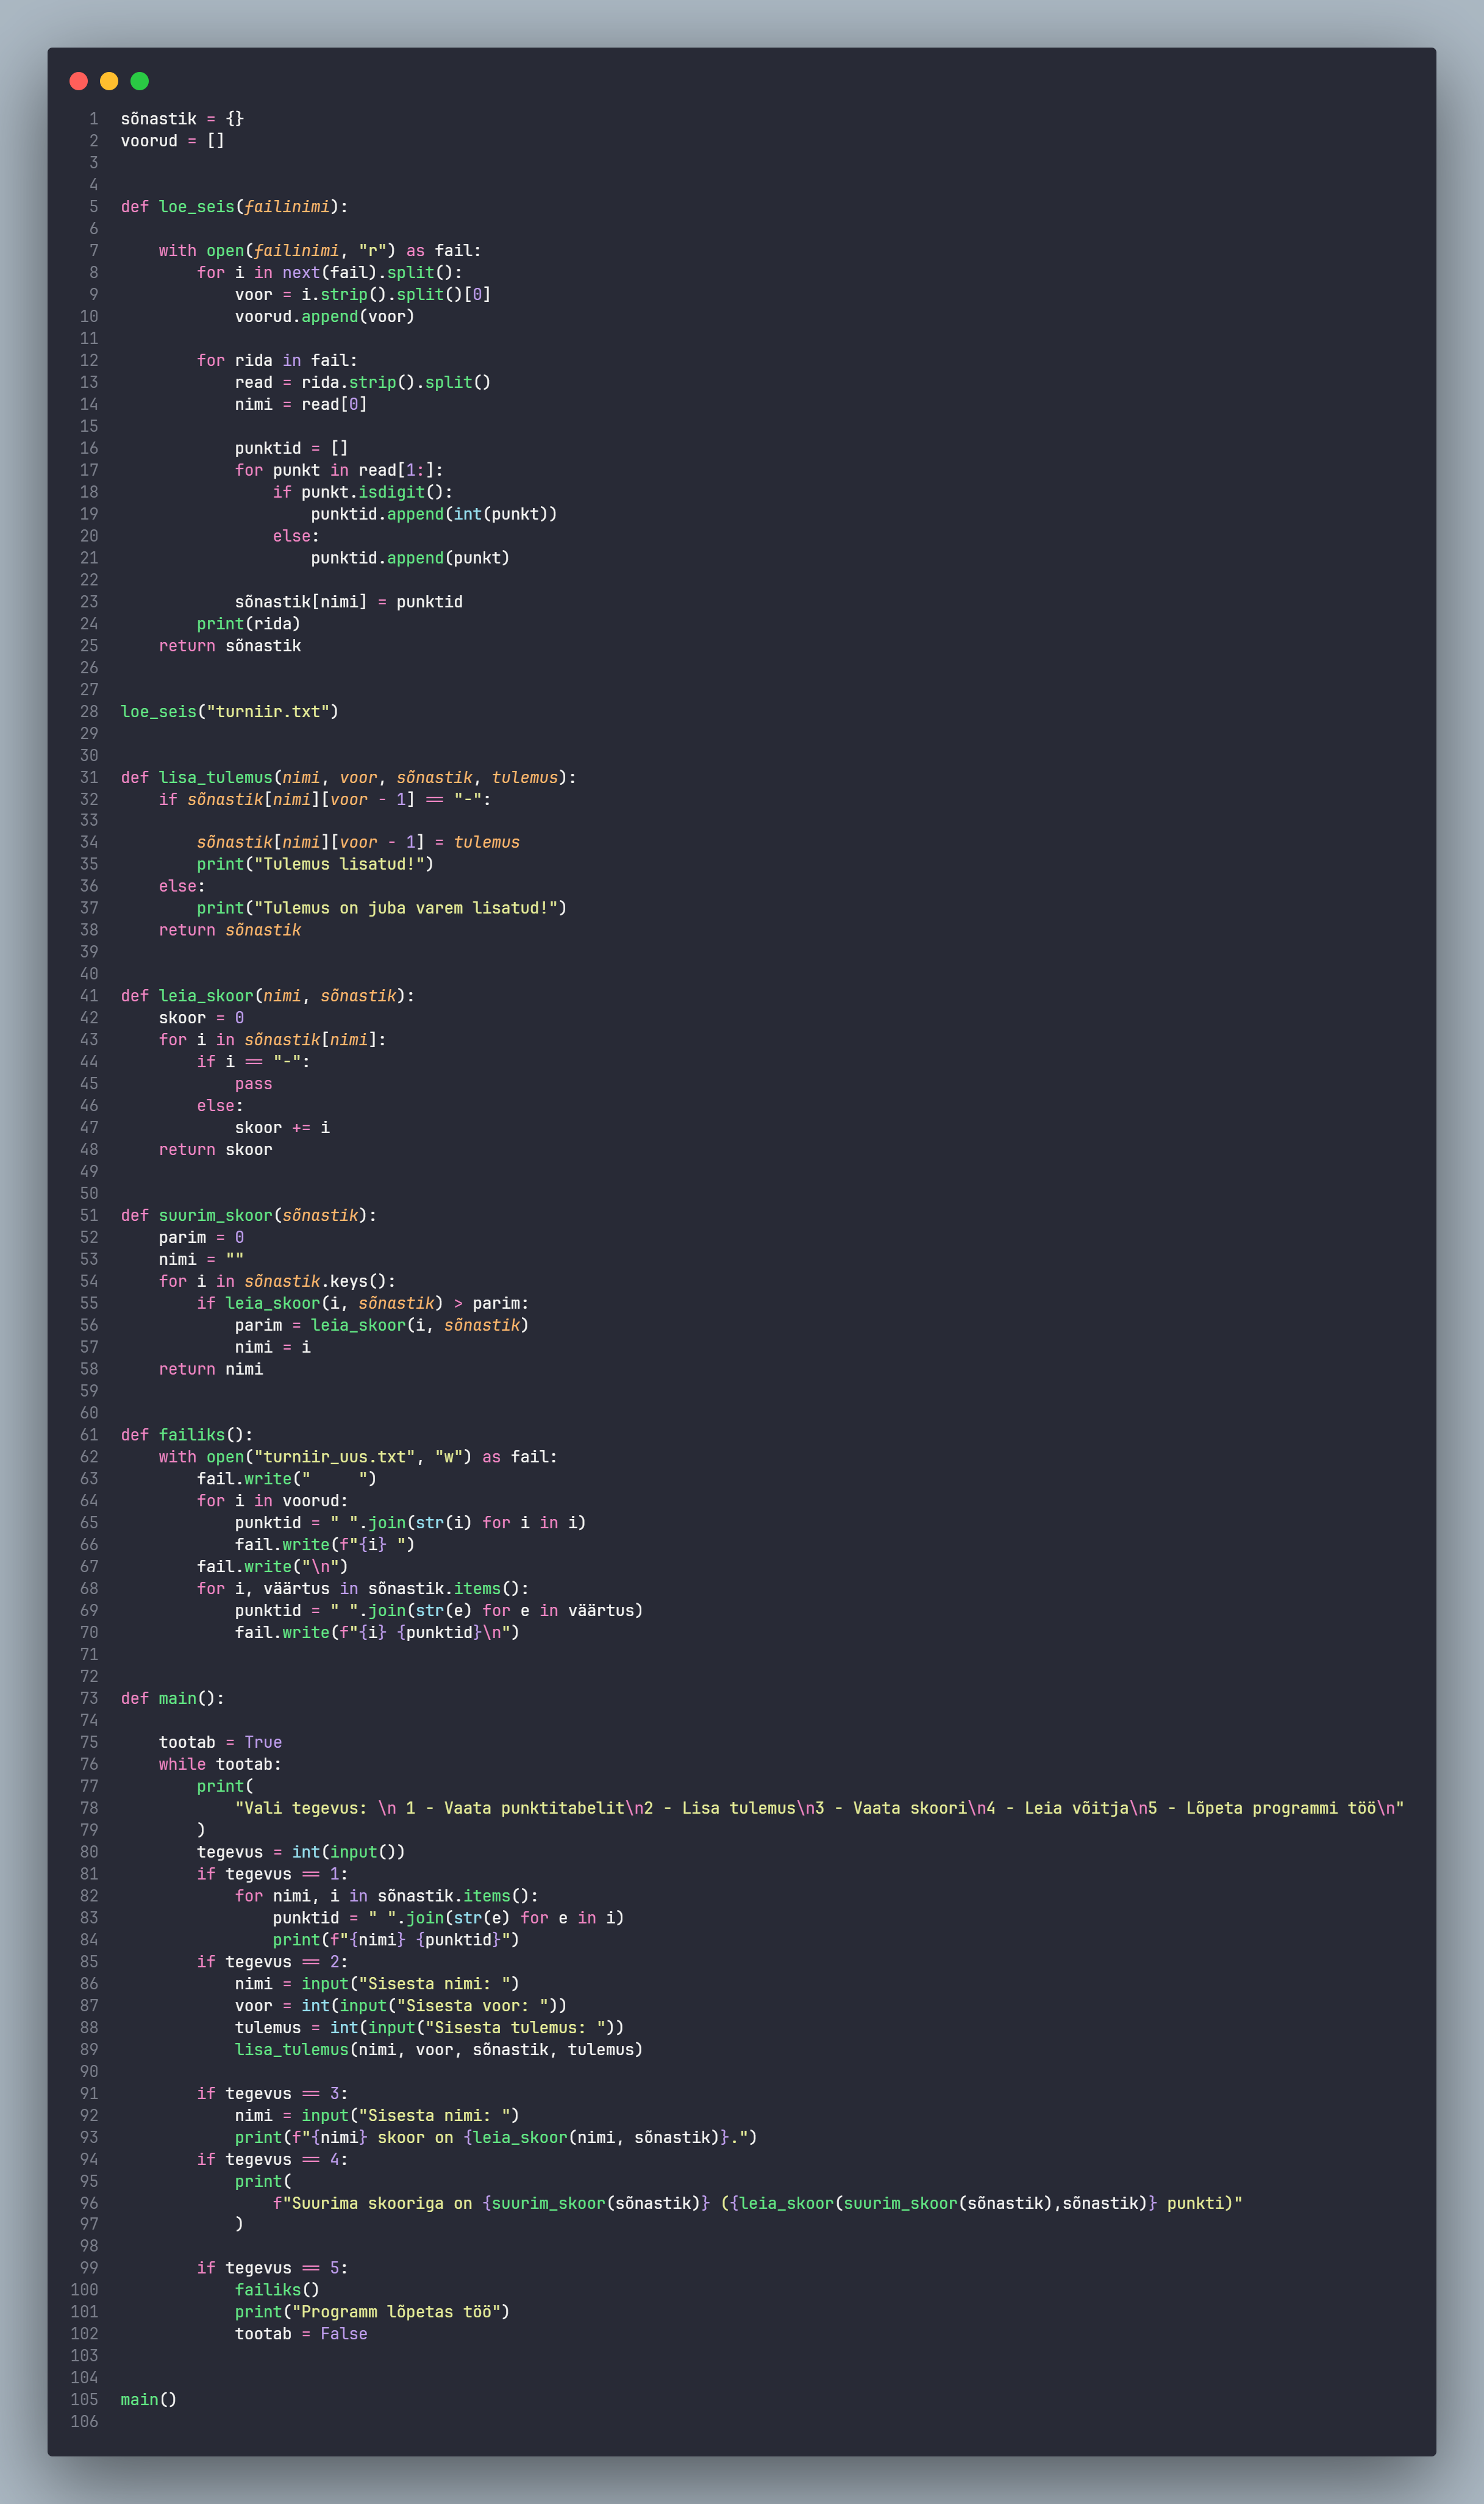 1 sõnastik = {}
2 voorud = []
3
4
5 def loe_seis(failinimi):
6
7     with open(failinimi, "r") as fail:
8         for i in next(fail).split():
9             voor = i.strip().split()[0]
10             voorud.append(voor)
11
12         for rida in fail:
13             read = rida.strip().split()
14             nimi = read[0]
15
16             punktid = []
17             for punkt in read[1:]:
18                 if punkt.isdigit():
19                     punktid.append(int(punkt))
20                 else:
21                     punktid.append(punkt)
22
23             sõnastik[nimi] = punktid
24         print(rida)
25     return sõnastik
26
27
28 loe_seis("turniir.txt")
29
30
31 def lisa_tulemus(nimi, voor, sõnastik, tulemus):
32     if sõnastik[nimi][voor - 1] == "-":
33
34         sõnastik[nimi][voor - 1] = tulemus
35         print("Tulemus lisatud!")
36     else:
37         print("Tulemus on juba varem lisatud!")
38     return sõnastik
39
40
41 def leia_skoor(nimi, sõnastik):
42     skoor = 0
43     for i in sõnastik[nimi]:
44         if i == "-":
45             pass
46         else:
47             skoor += i
48     return skoor
49
50
51 def suurim_skoor(sõnastik):
52     parim = 0
53     nimi = ""
54     for i in sõnastik.keys():
55         if leia_skoor(i, sõnastik) > parim:
56             parim = leia_skoor(i, sõnastik)
57             nimi = i
58     return nimi
59
60
61 def failiks():
62     with open("turniir_uus.txt", "w") as fail:
63         fail.write("     ")
64         for i in voorud:
65             punktid = " ".join(str(i) for i in i)
66             fail.write(f"{i} ")
67         fail.write("\n")
68         for i, väärtus in sõnastik.items():
69             punktid = " ".join(str(e) for e in väärtus)
70             fail.write(f"{i} {punktid}\n")
71
72
73 def main():
74
75     tootab = True
76     while tootab:
77         print(
78             "Vali tegevus: \n 1 - Vaata punktitabelit\n2 - Lisa tulemus\n3 - Vaata skoori\n4 - Leia võitja\n5 - Lõpeta programmi töö\n"
79         )
80         tegevus = int(input())
81         if tegevus == 1:
82             for nimi, i in sõnastik.items():
83                 punktid = " ".join(str(e) for e in i)
84                 print(f"{nimi} {punktid}")
85         if tegevus == 2:
86             nimi = input("Sisesta nimi: ")
87             voor = int(input("Sisesta voor: "))
88             tulemus = int(input("Sisesta tulemus: "))
89             lisa_tulemus(nimi, voor, sõnastik, tulemus)
90
91         if tegevus == 3:
92             nimi = input("Sisesta nimi: ")
93             print(f"{nimi} skoor on {leia_skoor(nimi, sõnastik)}.")
94         if tegevus == 4:
95             print(
96                 f"Suurima skooriga on {suurim_skoor(sõnastik)} ({leia_skoor(suurim_skoor(sõnastik),sõnastik)} punkti)"
97             )
98
99         if tegevus == 5:
100             failiks()
101             print("Programm lõpetas töö")
102             tootab = False
103
104
105 main()
106